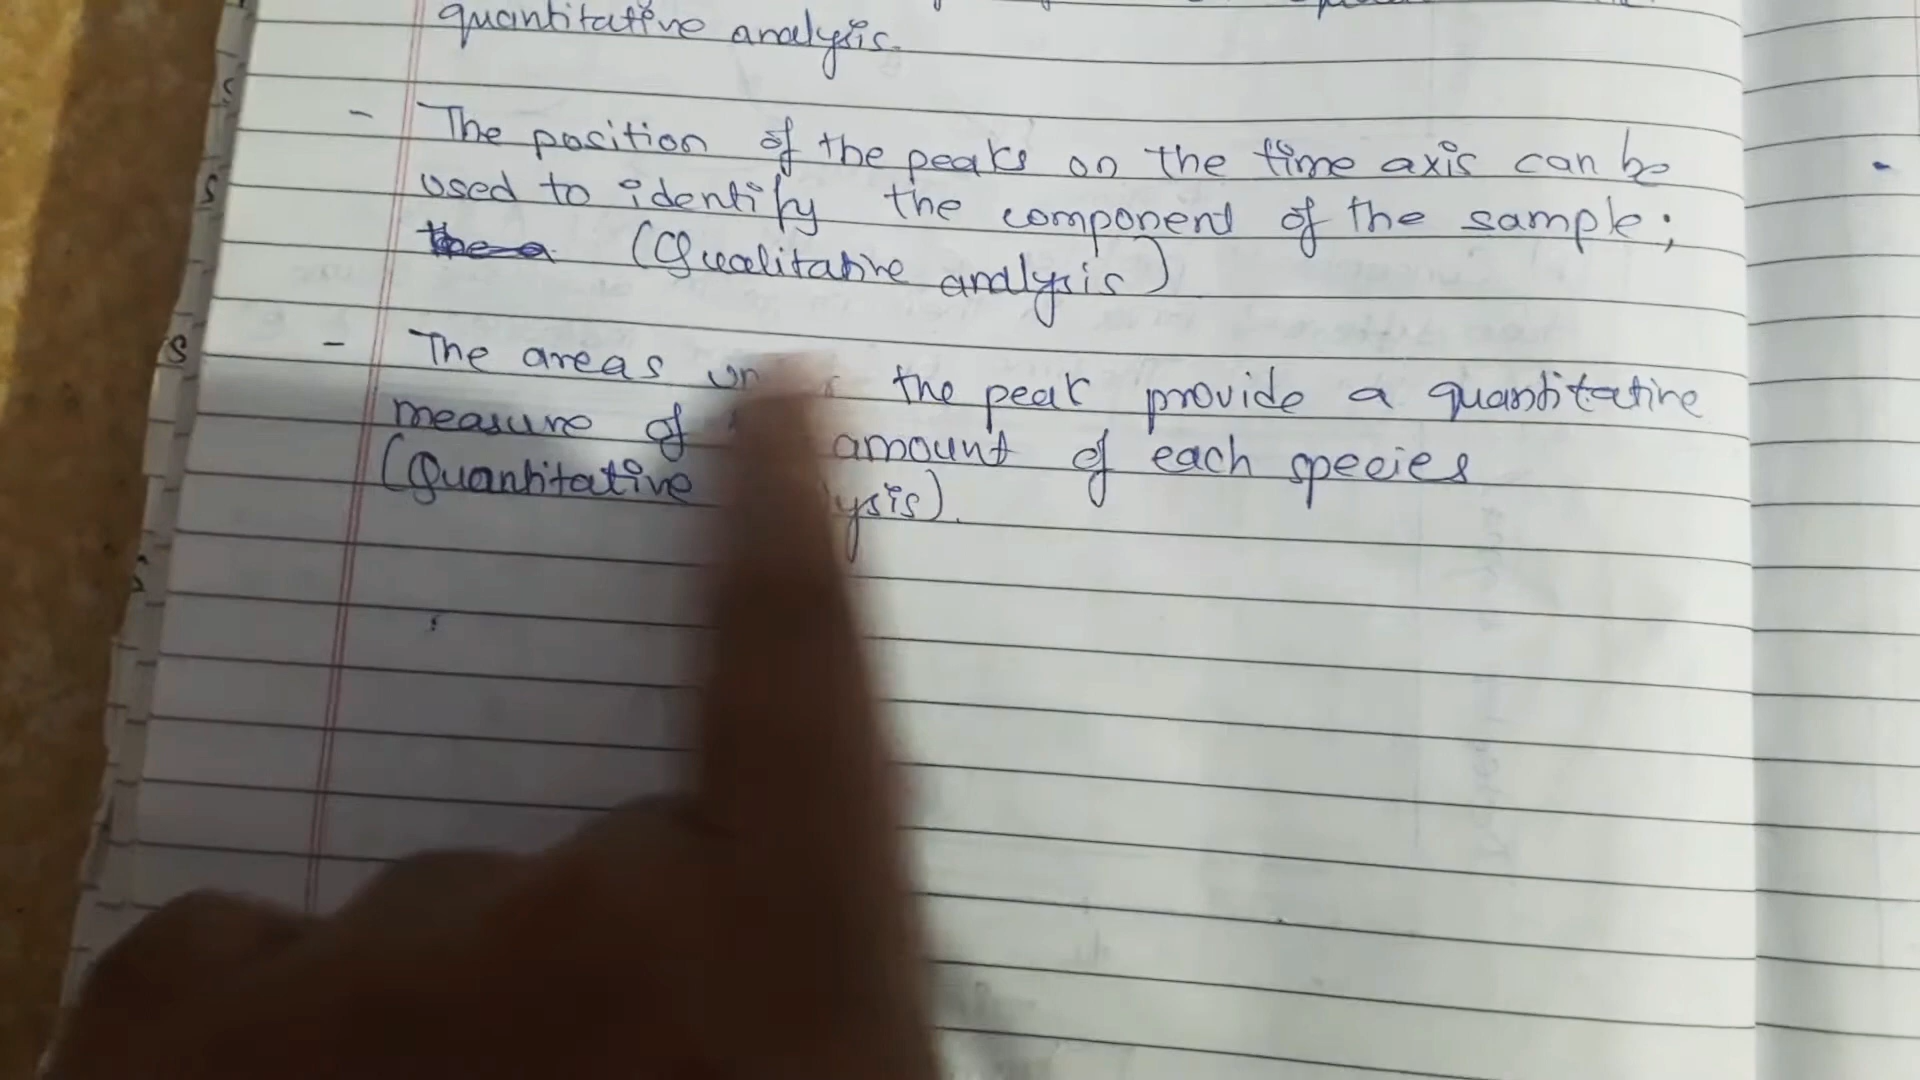 quantitative analysis.
- The position of the peaks on the time axis can be
used to identify the component of the sample;
(Qualitative analysis)
- The areas the peak provide a quantitative
measure of amount of each species
(Quantitative ysis).